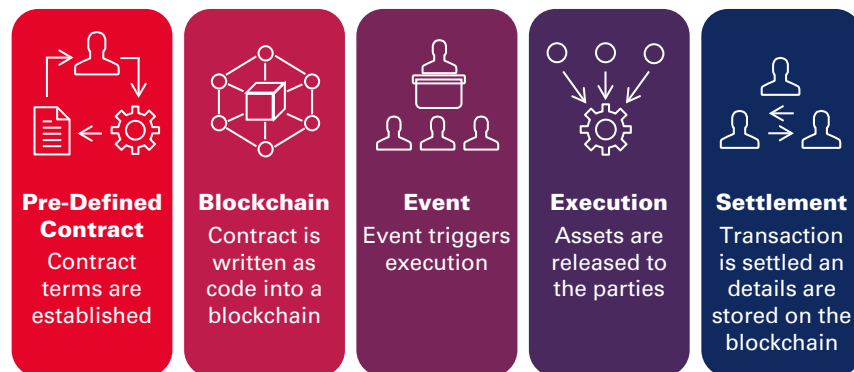 Pre-Defined
Contract
Contract
terms are
established
Blockchain
Contract is
written as
code into a
blockchain
Event
Event triggers
execution
Execution
Assets are
released to
the parties
Settlement
Transaction
is settled an
details are
stored on the
blockchain